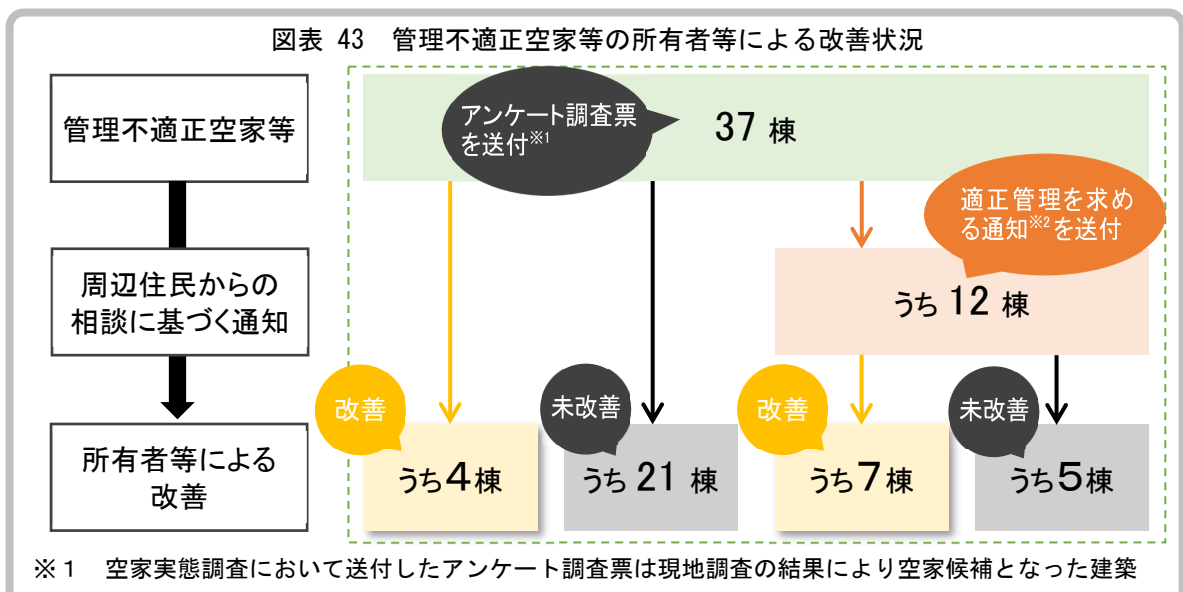 図表 43 管理不適正空家等の所有者等による改善状況
管理不適正空家等
アンケート調査票
を送付※1
37 棟
適正管理を求め
る通知※2を送付
周辺住民からの
相談に基づく通知
うち 12 棟
改善
未改善
改善
未改善
所有者等による
改善
うち4棟
うち 21 棟
うち7棟
うち5棟
※1 空家実態調査において送付したアンケート調査票は現地調査の結果により空家候補となった建築